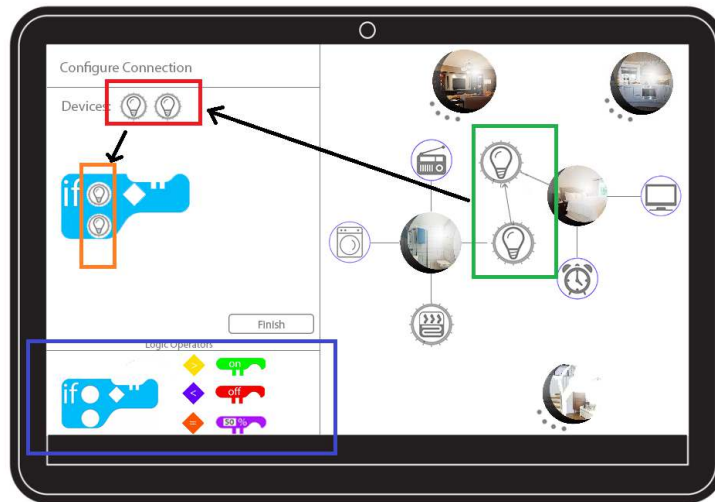 Configure Connection
Devices:
if
Finish
Logic Operators
if
> on
< off
= 50 %